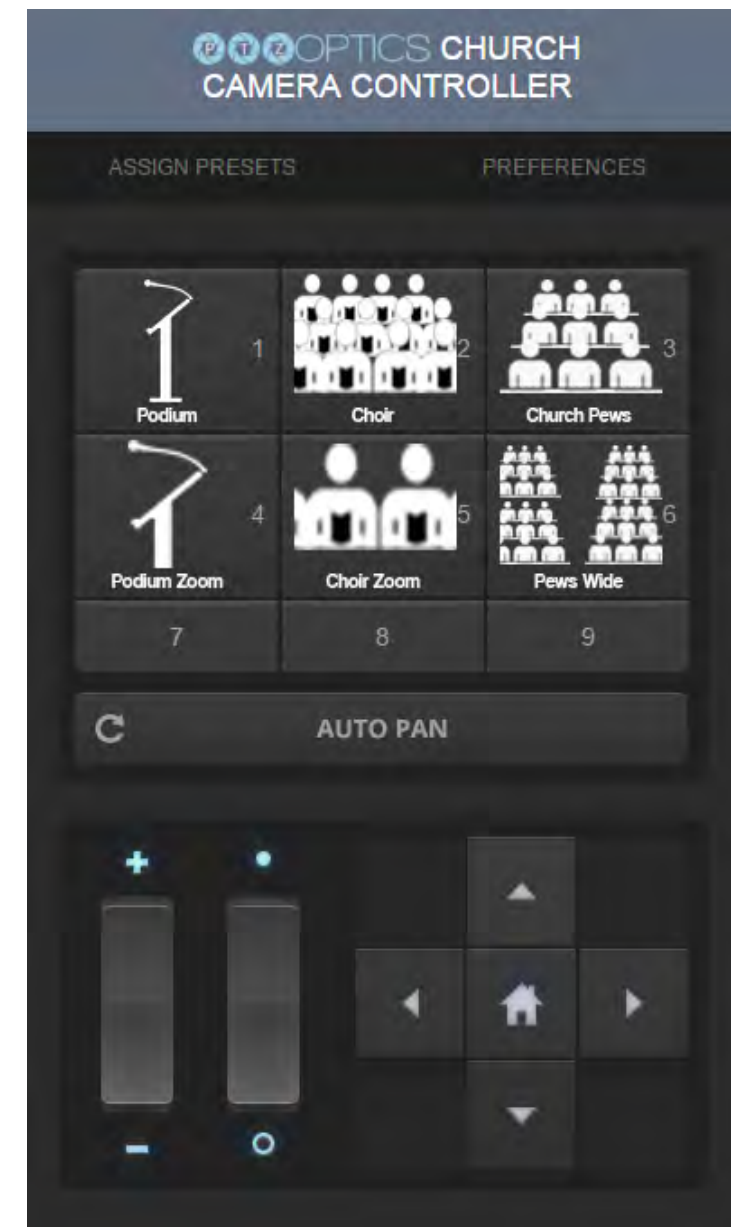 PTZOPTICS CHURCH
CAMERA CONTROLLER
ASSIGN PRESETS PREFERENCES
1 2 3
Podium Choir Church Pews
4 5 6
Podium Zoom Choir Zoom Pews Wide
7 8 9
AUTO PAN